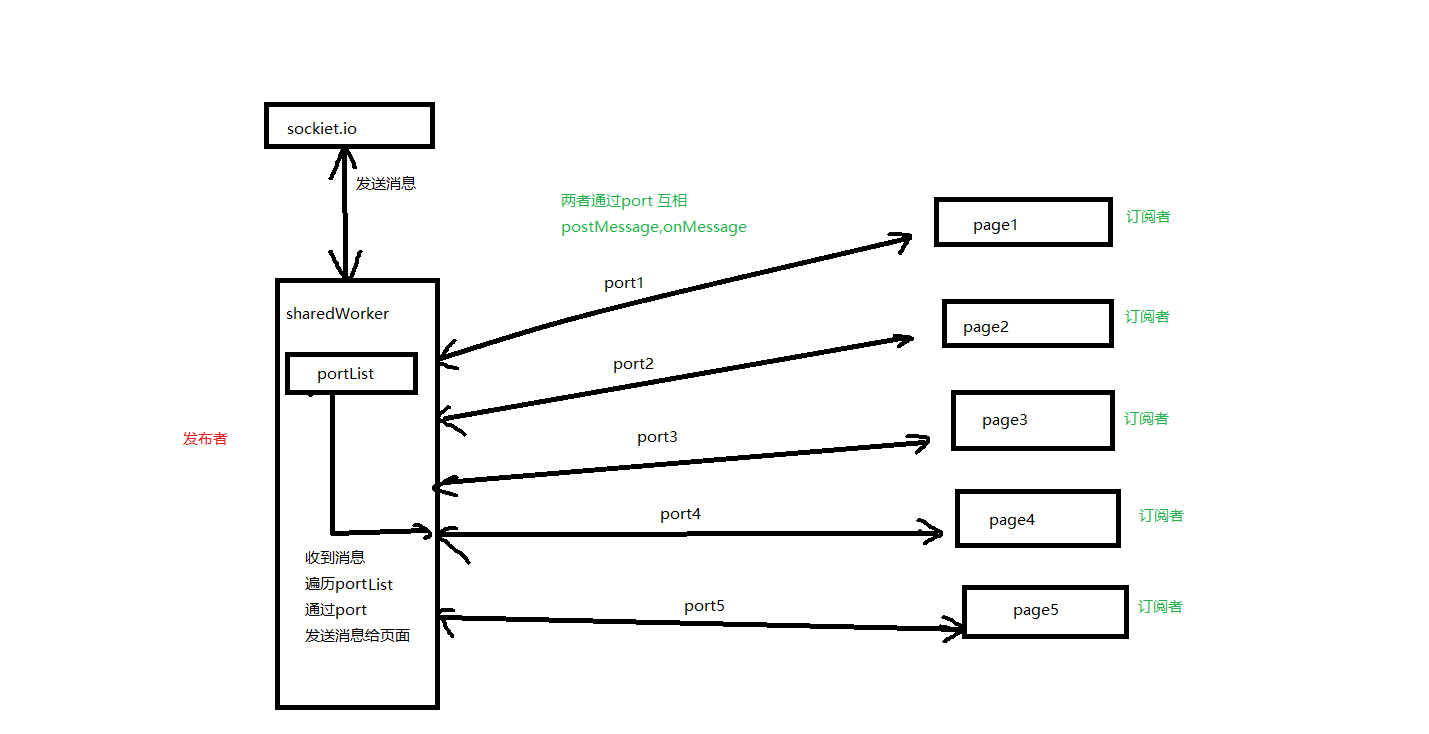 sockiet.io
发送消息
两者通过port 互相
postMessage,onMessage
page1
订阅者
port1
sharedWorker
page2
订阅者
port2
portList
page3
订阅者
发布者
port3
port4
page4
订阅者
收到消息
遍历portList
通过port
发送消息给页面
port5
page5
订阅者